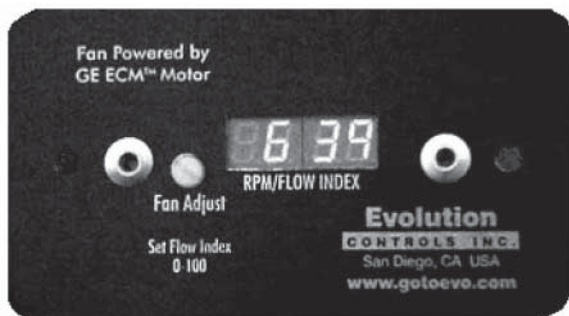 Fan Powered by
GE ECM™ Motor
6 39
RPM/FLOW INDEX
Fan Adjust
Set Flow Index
0-100
Evolution
CONTROLS INC.
San Diego, CA USA
www.gotoevo.com